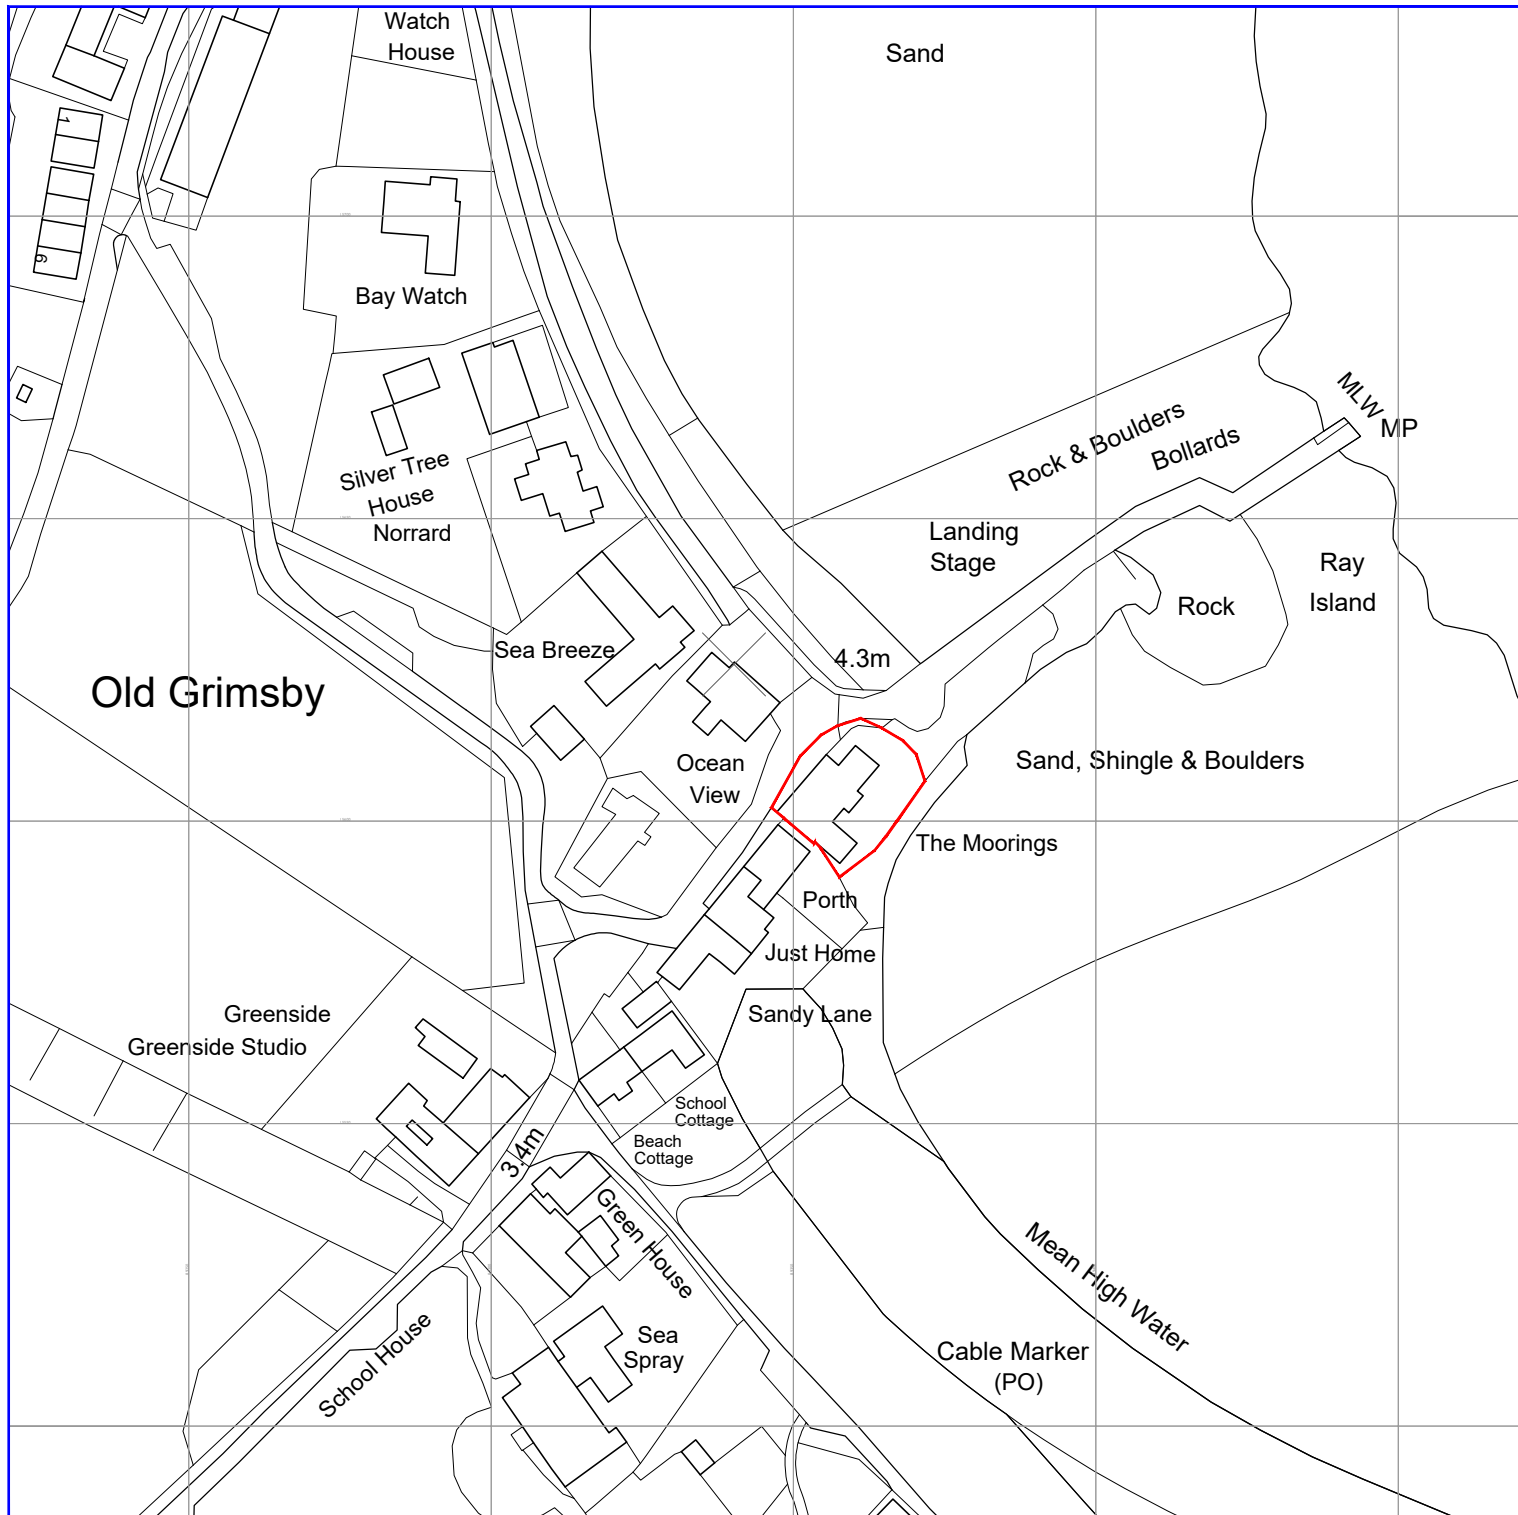 Watch
House
Sand
1
6
Bay Watch
MLW
MP
Rock & Boulders
Bollards
Silver Tree
House
Norrard
Landing
Stage
Ray
Island
Rock
Sea Breeze
4.3m
Old Grimsby
Ocean
View
Sand, Shingle & Boulders
The Moorings
Porth
Just Home
Sandy Lane
Greenside
Greenside Studio
School
Cottage
Beach
Cottage
3.4m
Green House
Mean High Water
School House
Sea
Spray
Cable Marker
(PO)